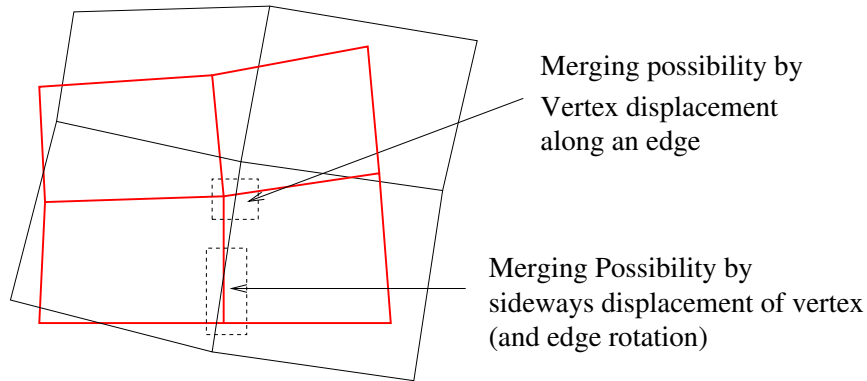 Merging possibility by
Vertex displacement
along an edge
Merging Possibility by
sideways displacement of vertex
(and edge rotation)